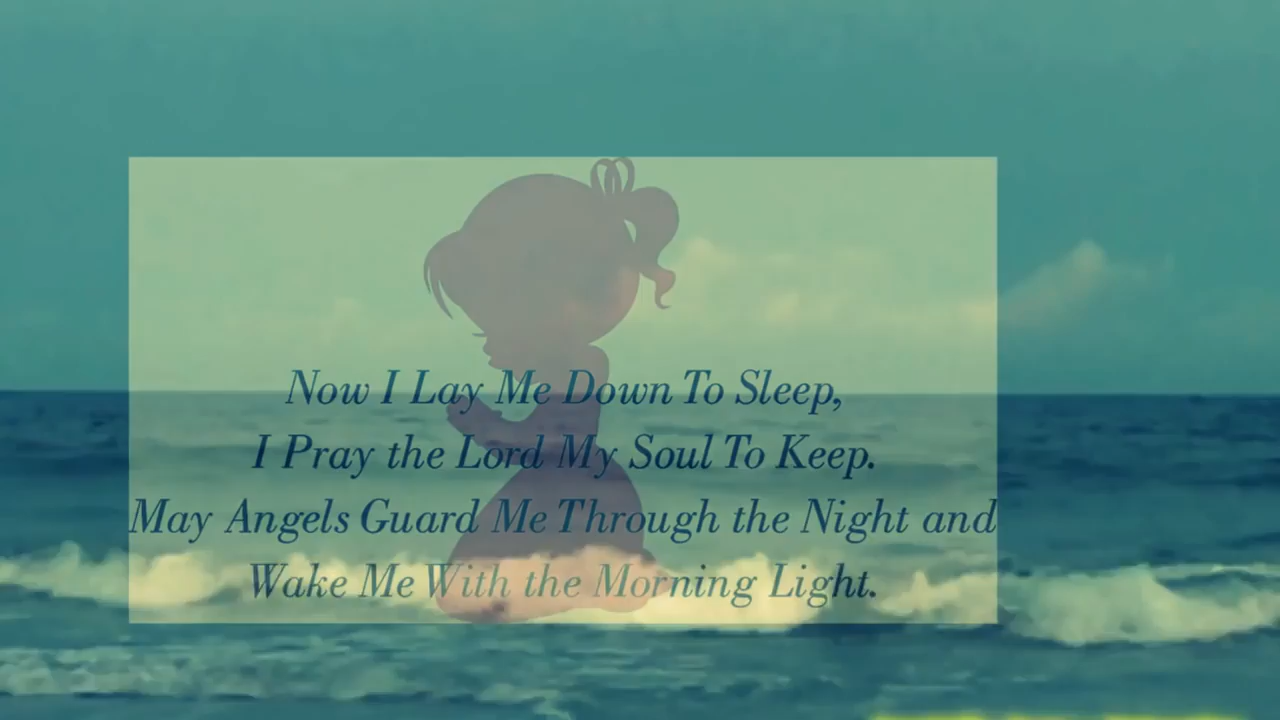 Now I Lay Me Down To Sleep,
I Pray the Lord My Soul To Keep.
May Angels Guard Me Through the Night and
Wake Me With the Morning Light.